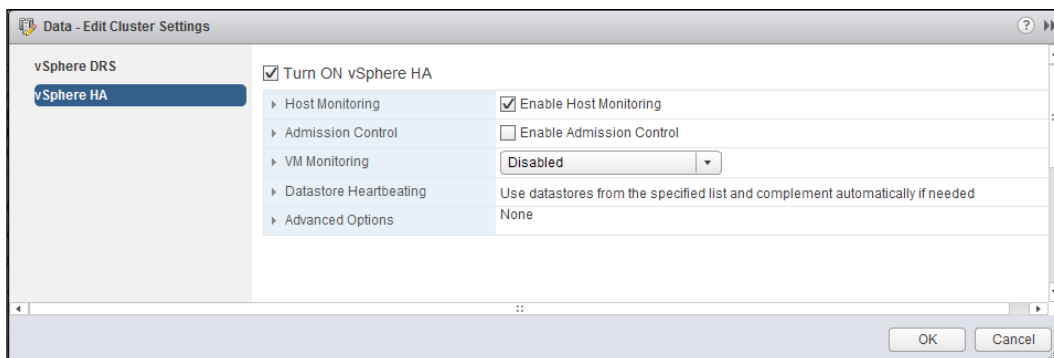 Data - Edit Cluster Settings
?
vSphere DRS
vSphere HA
Turn ON vSphere HA
Host Monitoring Enable Host Monitoring
Admission Control Enable Admission Control
VM Monitoring Disabled
Datastore Heartbeating Use datastores from the specified list and complement automatically if needed
Advanced Options None
OK Cancel